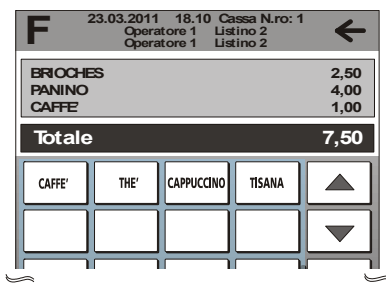 F
23.03.2011 18.10 Cassa N.ro: 1
Operatore 1 Listino 2
Operatore 1 Listino 2
BRIOCHES 2,50
PANINO 4,00
CAFFE' 1,00
Totale 7,50
CAFFE' THE' CAPPUCCINO TISANA